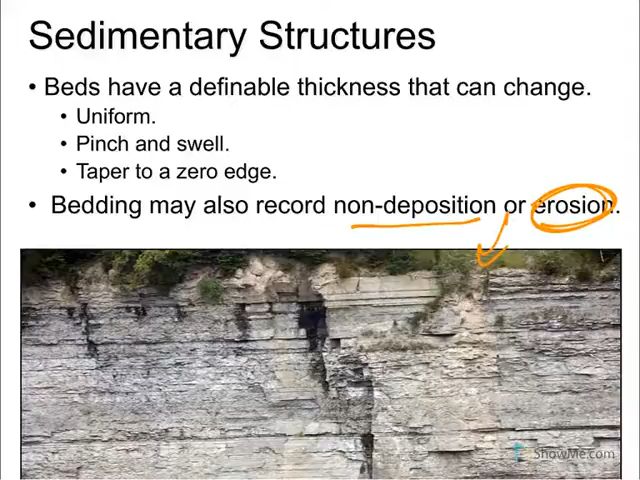 Sedimentary Structures
• Beds have a definable thickness that can change.
• Uniform.
• Pinch and swell.
• Taper to a zero edge.
• Bedding may also record non-deposition or erosion.
ShowMe.com